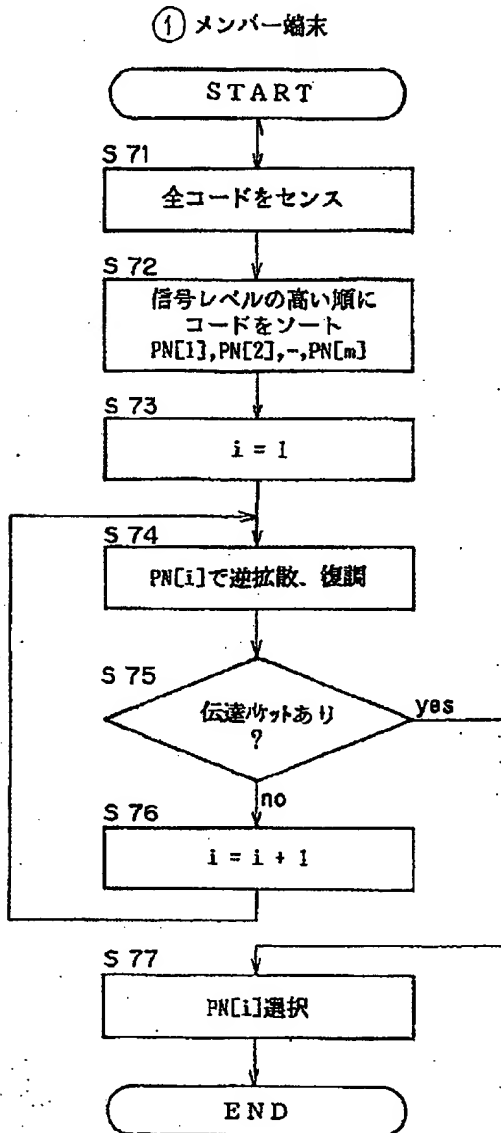 ① メンバー端末
START
S 71
全コードをセンス
S 72
信号レベルの高い順に
コードをソート
PN[1],PN[2],-,PN[m]
S 73
i = 1
S 74
PN[i]で逆拡散、復調
S 75
伝達パケットあり
?
yes
no
S 76
i = i + 1
S 77
PN[i]選択
END